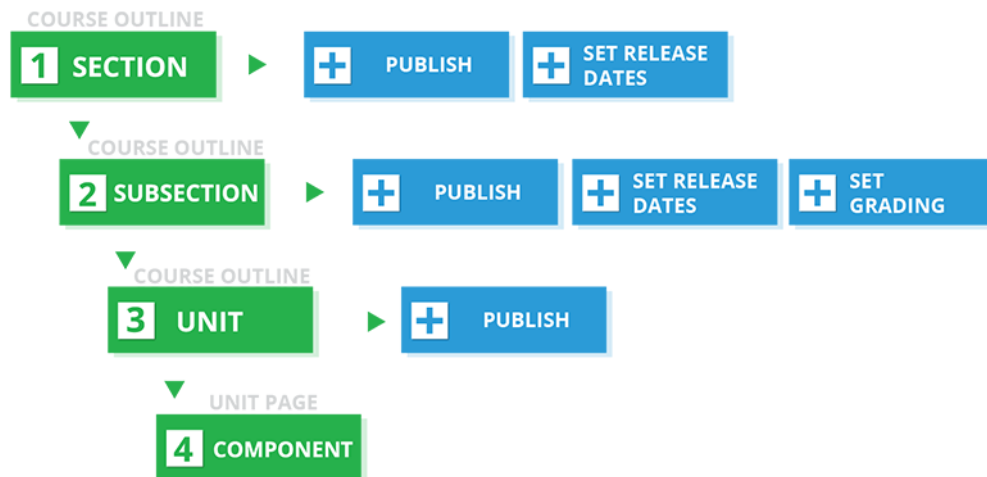 COURSE OUTLINE
1 SECTION
PUBLISH
SET RELEASE
DATES
COURSE OUTLINE
2 SUBSECTION
PUBLISH
SET RELEASE
DATES
SET
GRADING
COURSE OUTLINE
3 UNIT
PUBLISH
UNIT PAGE
4 COMPONENT